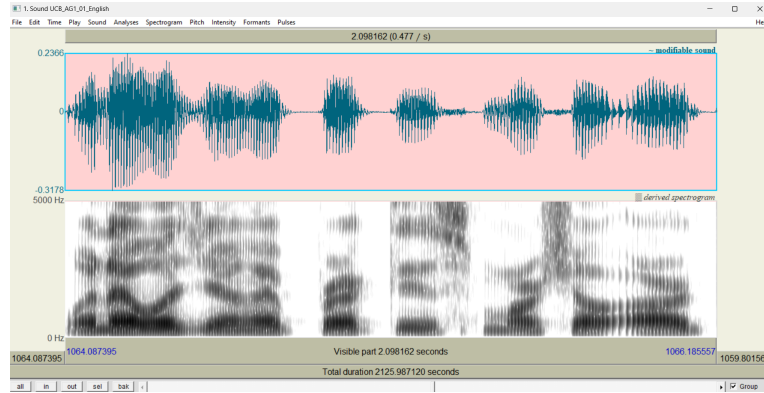 1. Sound UCB_AG1_01_English
File Edit Time Play Sound Analyses Spectrogram Pitch Intensity Formants Pulses He
2.098162 (0.477 / s)
0.2366
– modifiable sound
0
-0.3178
5000 Hz
derived spectrogram
0 Hz
1064.087395 1064.087395 Visible part 2.098162 seconds 1066.185557 1059.80156
Total duration 2125.987120 seconds
all in out sel bak Group